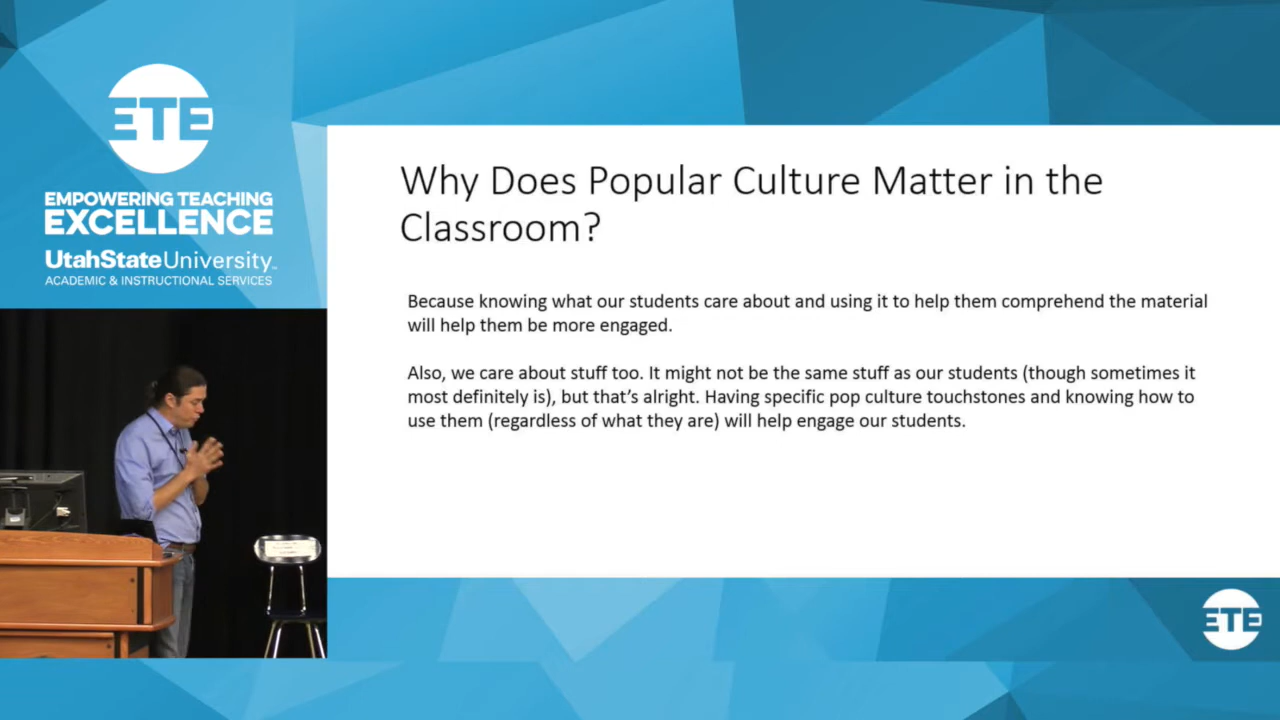 ETE
EMPOWERING TEACHING
EXCELLENCE
UtahStateUniversity
ACADEMIC & INSTRUCTIONAL SERVICES
Why Does Popular Culture Matter in the
Classroom?
Because knowing what our students care about and using it to help them comprehend the material
will help them be more engaged.
Also, we care about stuff too. It might not be the same stuff as our students (though sometimes it
most definitely is), but that’s alright. Having specific pop culture touchstones and knowing how to
use them (regardless of what they are) will help engage our students.
ETE